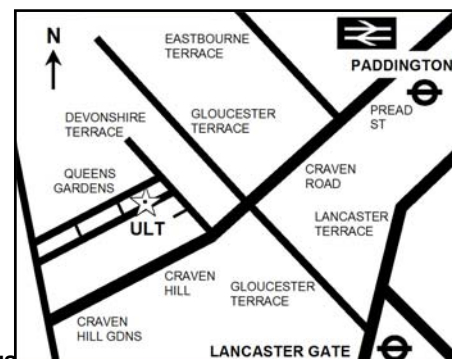 N
EASTBOURNE
TERRACE
PADDINGTON
PREAD
ST
DEVONSHIRE
TERRACE
GLOUCESTER
TERRACE
QUEENS
GARDENS
CRAVEN
ROAD
LANCASTER
TERRACE
ULT
CRAVEN
HILL
GLOUCESTER
TERRACE
CRAVEN
HILL GDNS
LANCASTER GATE